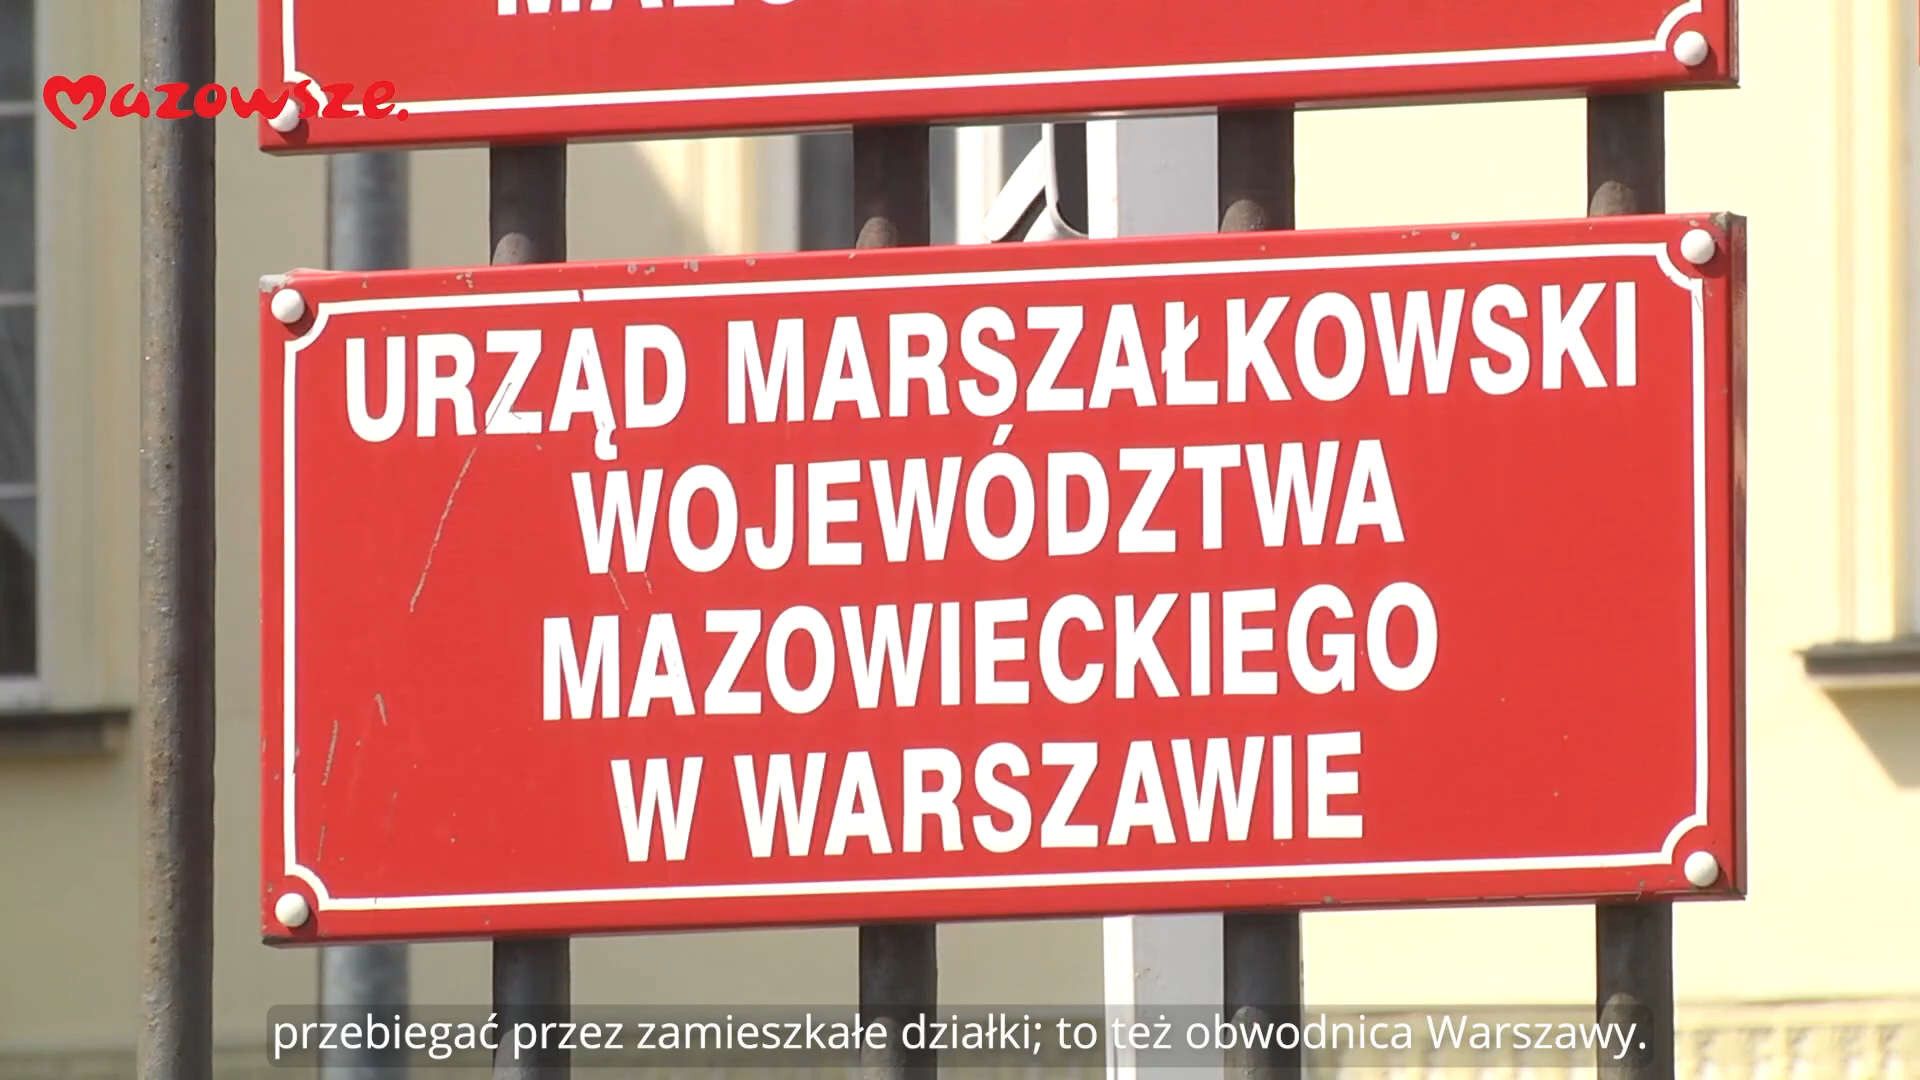 mazowsze.
URZĄD MARSZAŁKOWSKI
WOJEWÓDZTWA
MAZOWIECKIEGO
W WARSZAWIE
przebiegać przez zamieszkałe działki; to też obwodnica Warszawy.